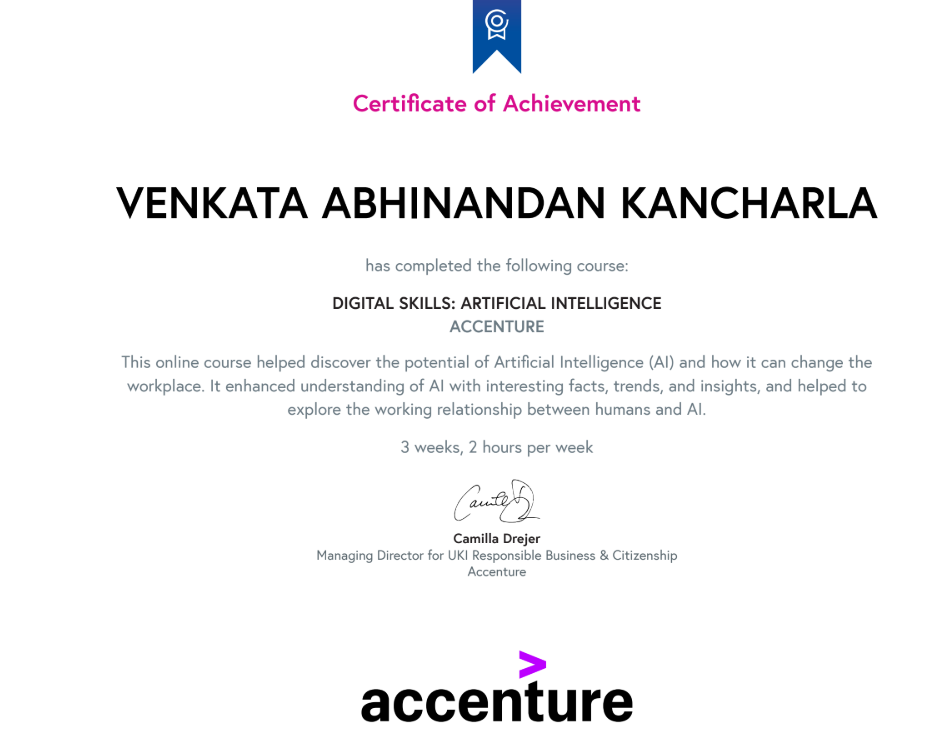 Certificate of Achievement
VENKATA ABHINANDAN KANCHARLA
has completed the following course:
DIGITAL SKILLS: ARTIFICIAL INTELLIGENCE
ACCENTURE
This online course helped discover the potential of Artificial Intelligence (AI) and how it can change the
workplace. It enhanced understanding of AI with interesting facts, trends, and insights, and helped to
explore the working relationship between humans and AI.
3 weeks, 2 hours per week
Camilla Drejer
Managing Director for UKI Responsible Business & Citizenship
Accenture
accenture